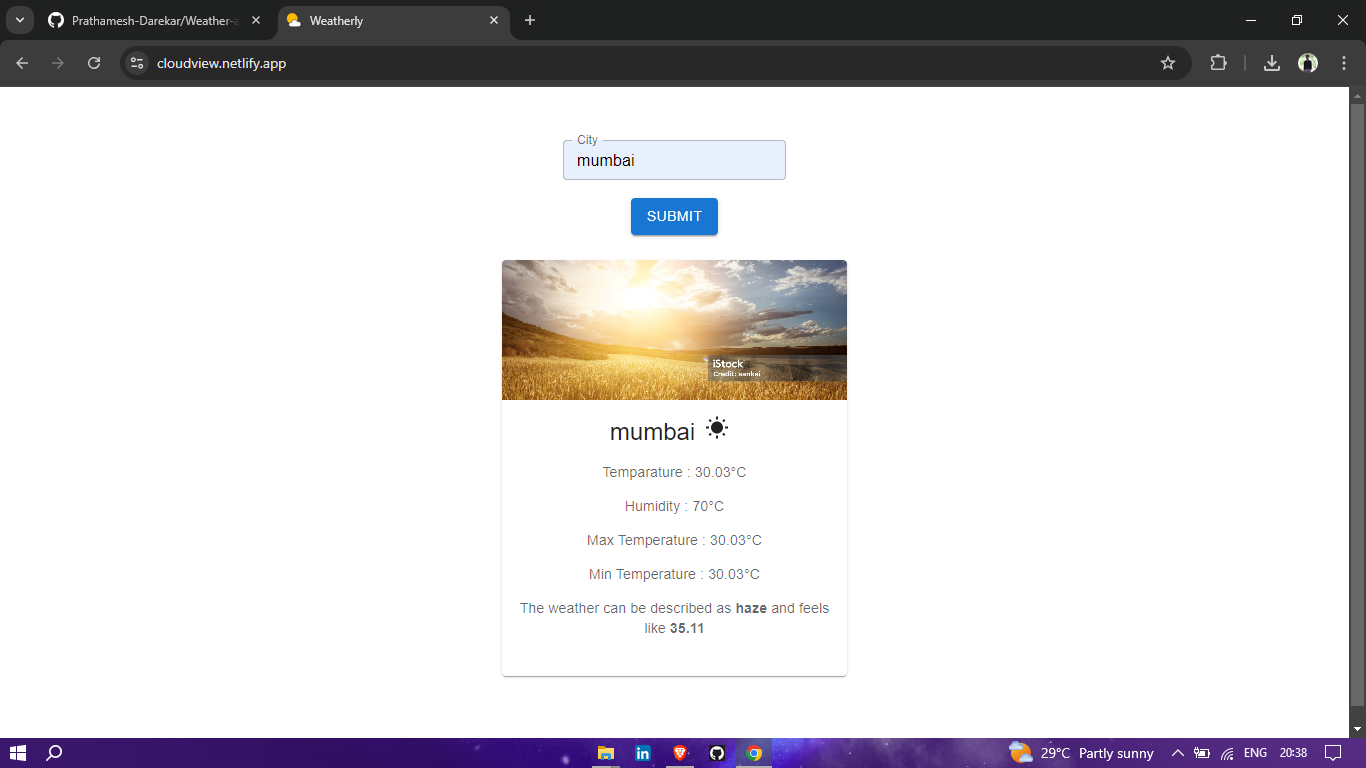 Prathamesh-Darekar/Weather-a
Weatherly
cloudview.netlify.app
City
mumbai
SUBMIT
iStock
Credit: sankai
mumbai
Temparature : 30.03°C
Humidity : 70°C
Max Temperature : 30.03°C
Min Temperature : 30.03°C
The weather can be described as haze and feels
like 35.11
29°C Partly sunny
ENG
20:38